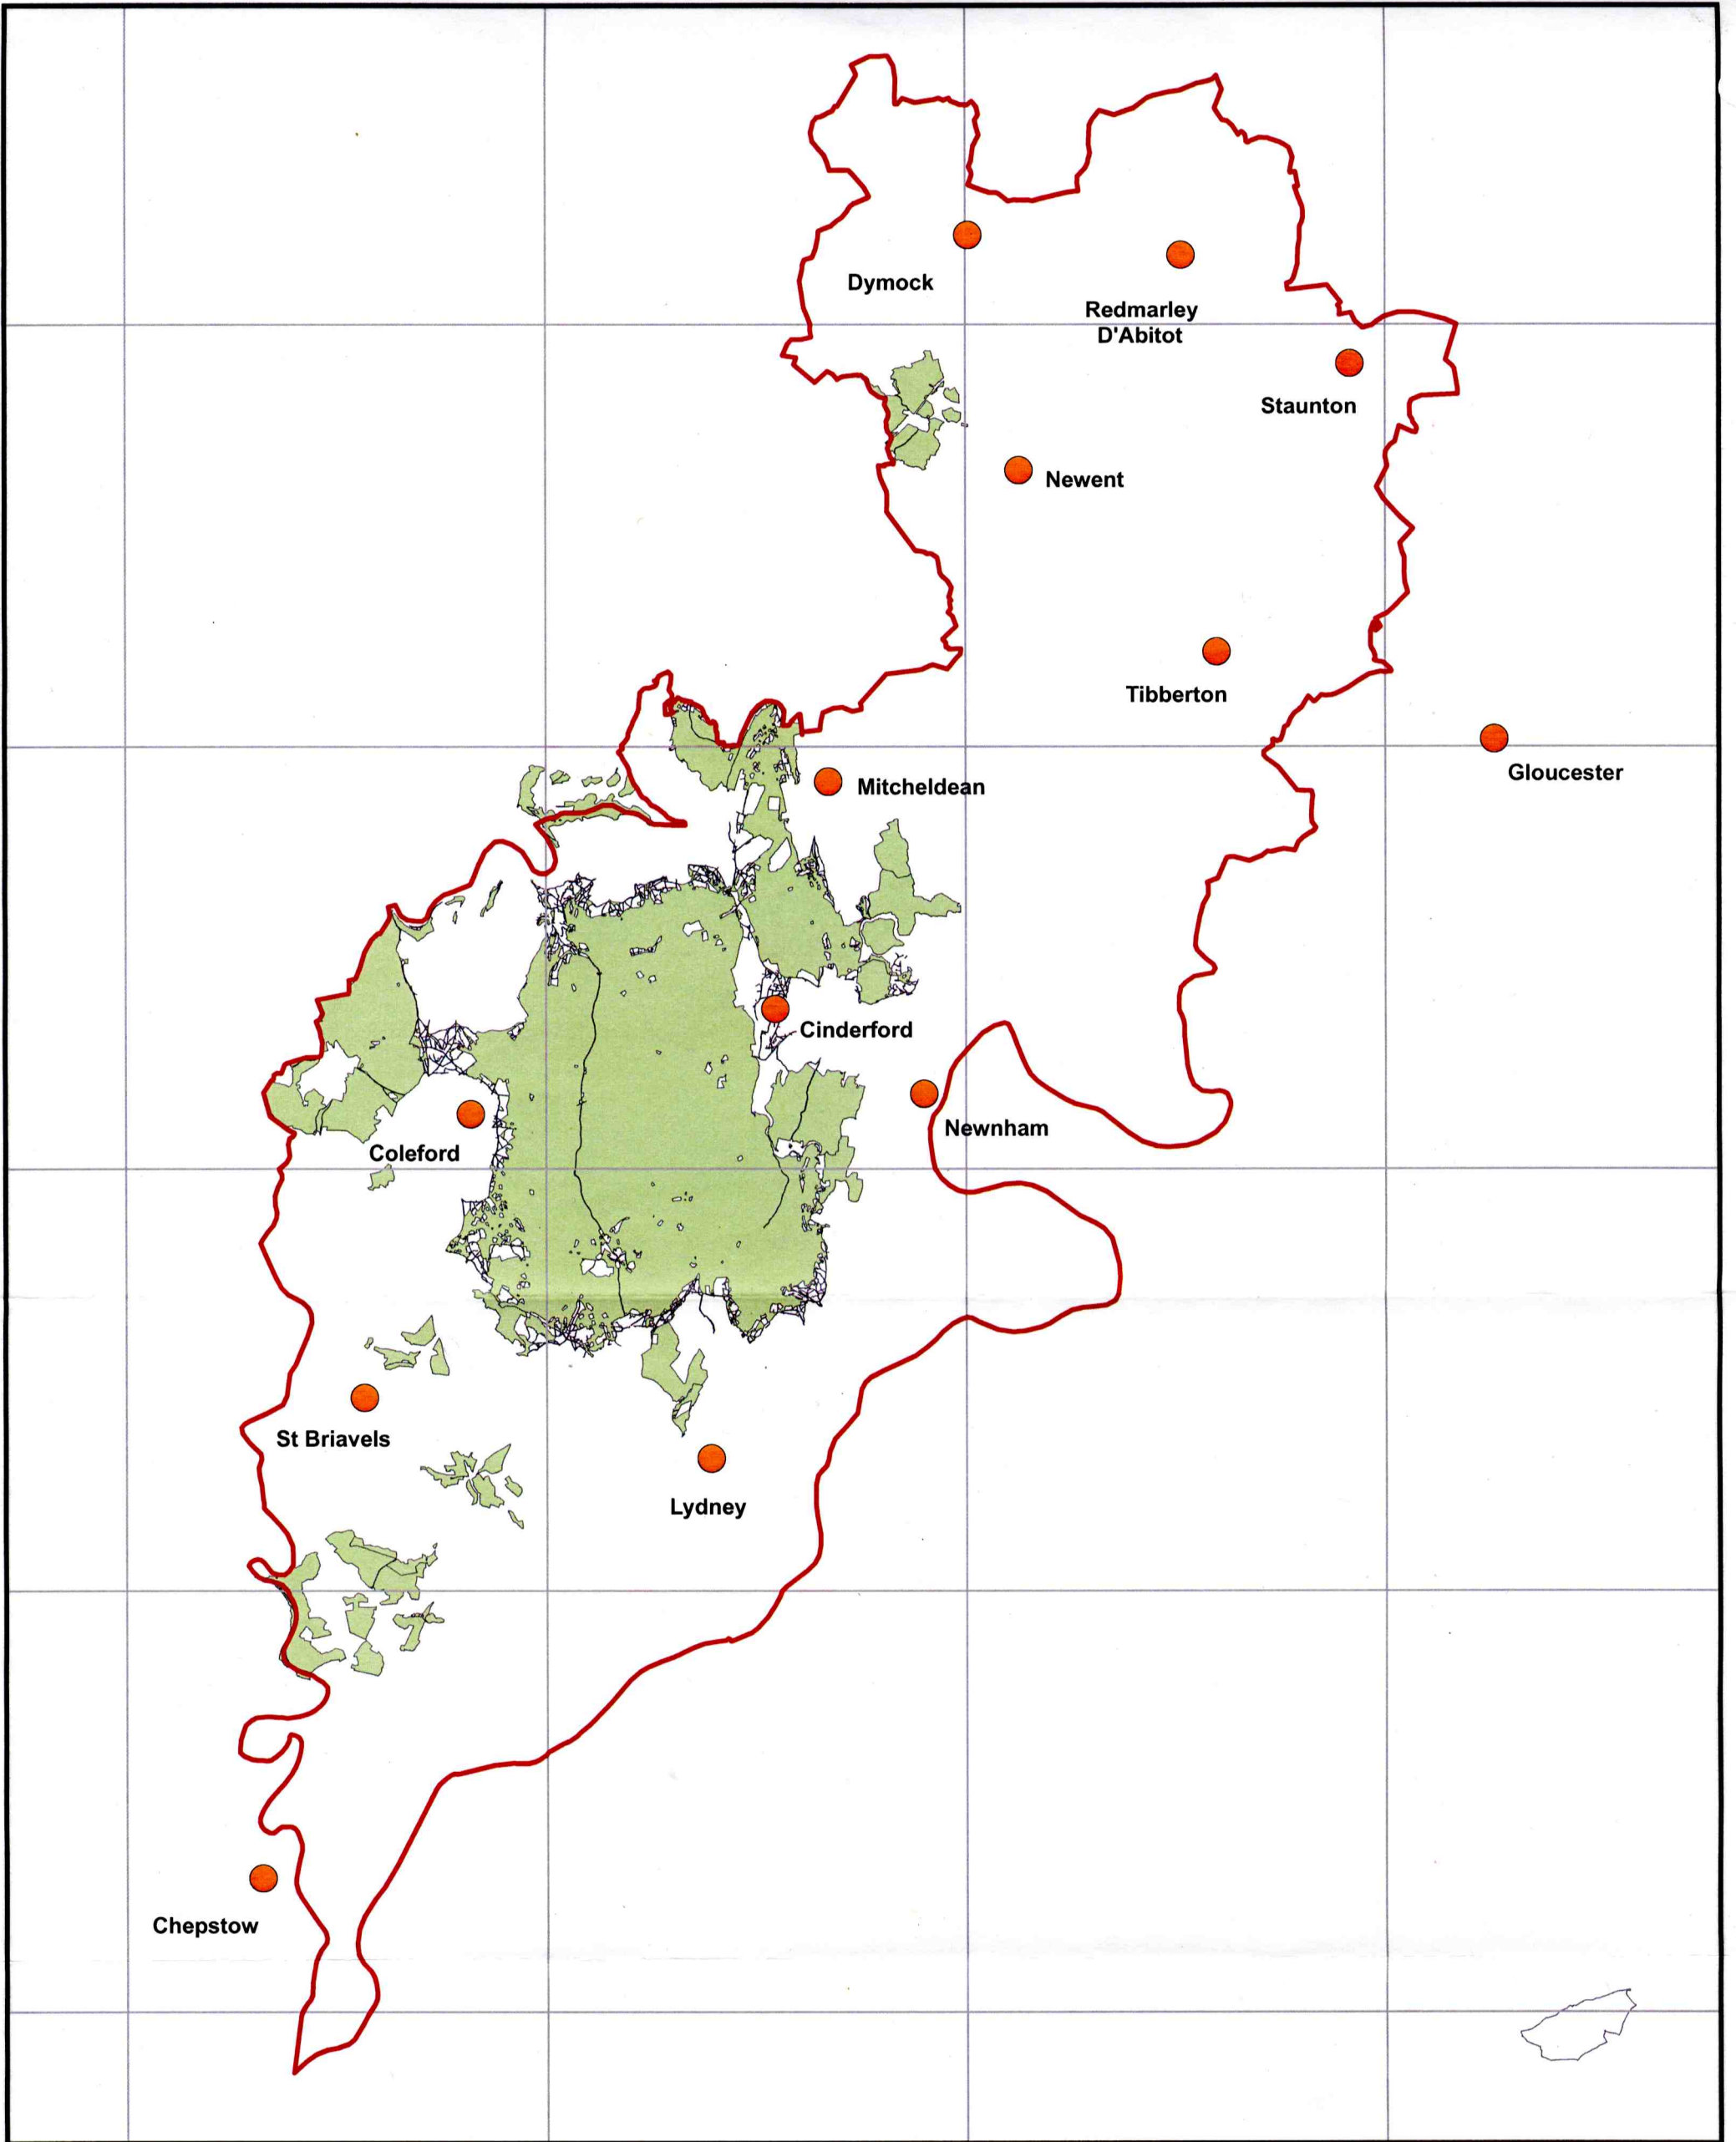 Dymock
Redmarley
D'Abitot
Staunton
Newent
Tibberton
Gloucester
Mitcheldean
Cinderford
Newnham
Coleford
St Briavels
Lydney
Chepstow